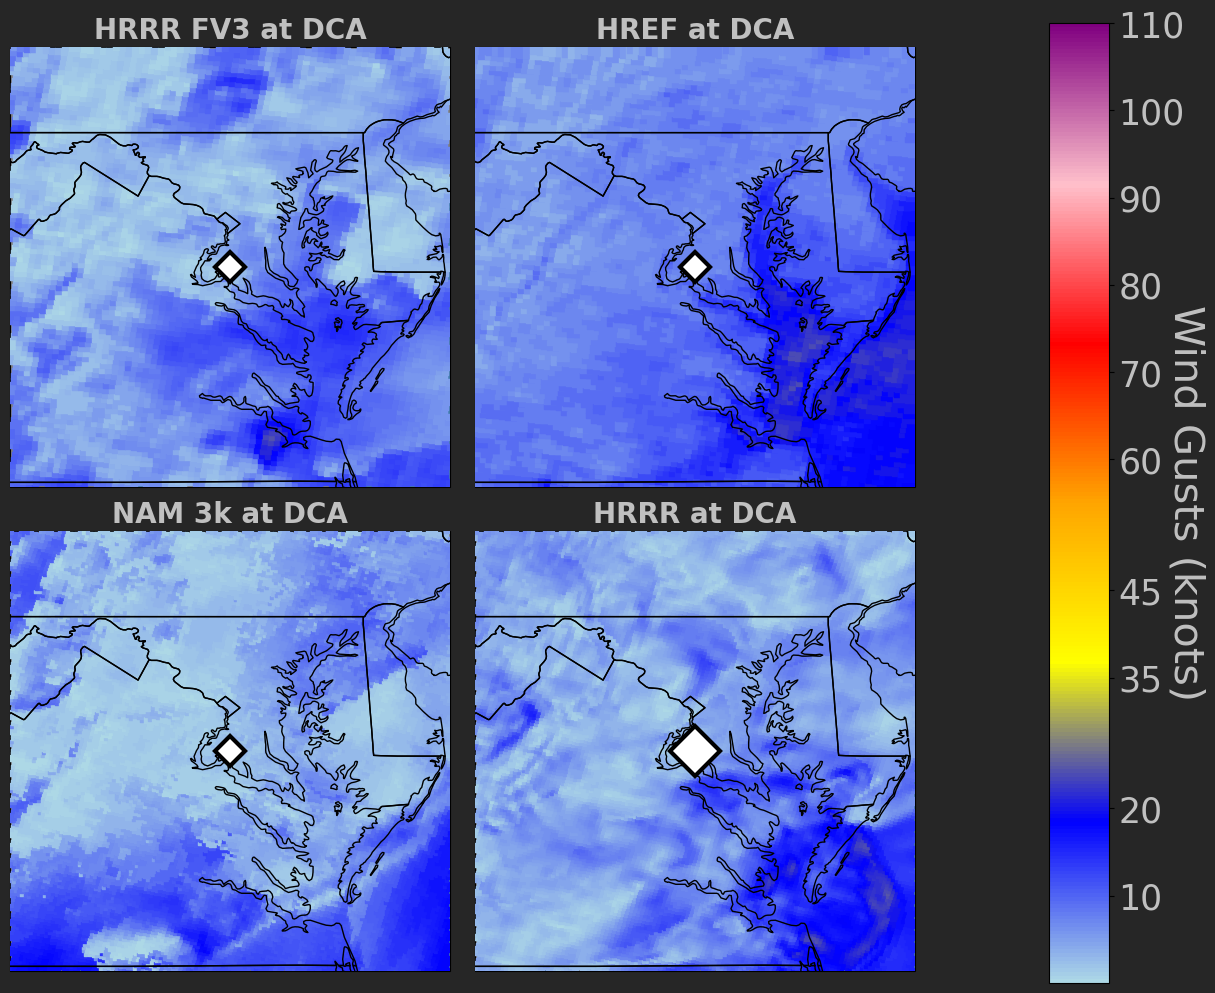 HRRR FV3 at DCA
HREF at DCA
NAM 3k at DCA
HRRR at DCA
110
100
90
80
70
60
45
35
20
10
Wind Gusts (knots)